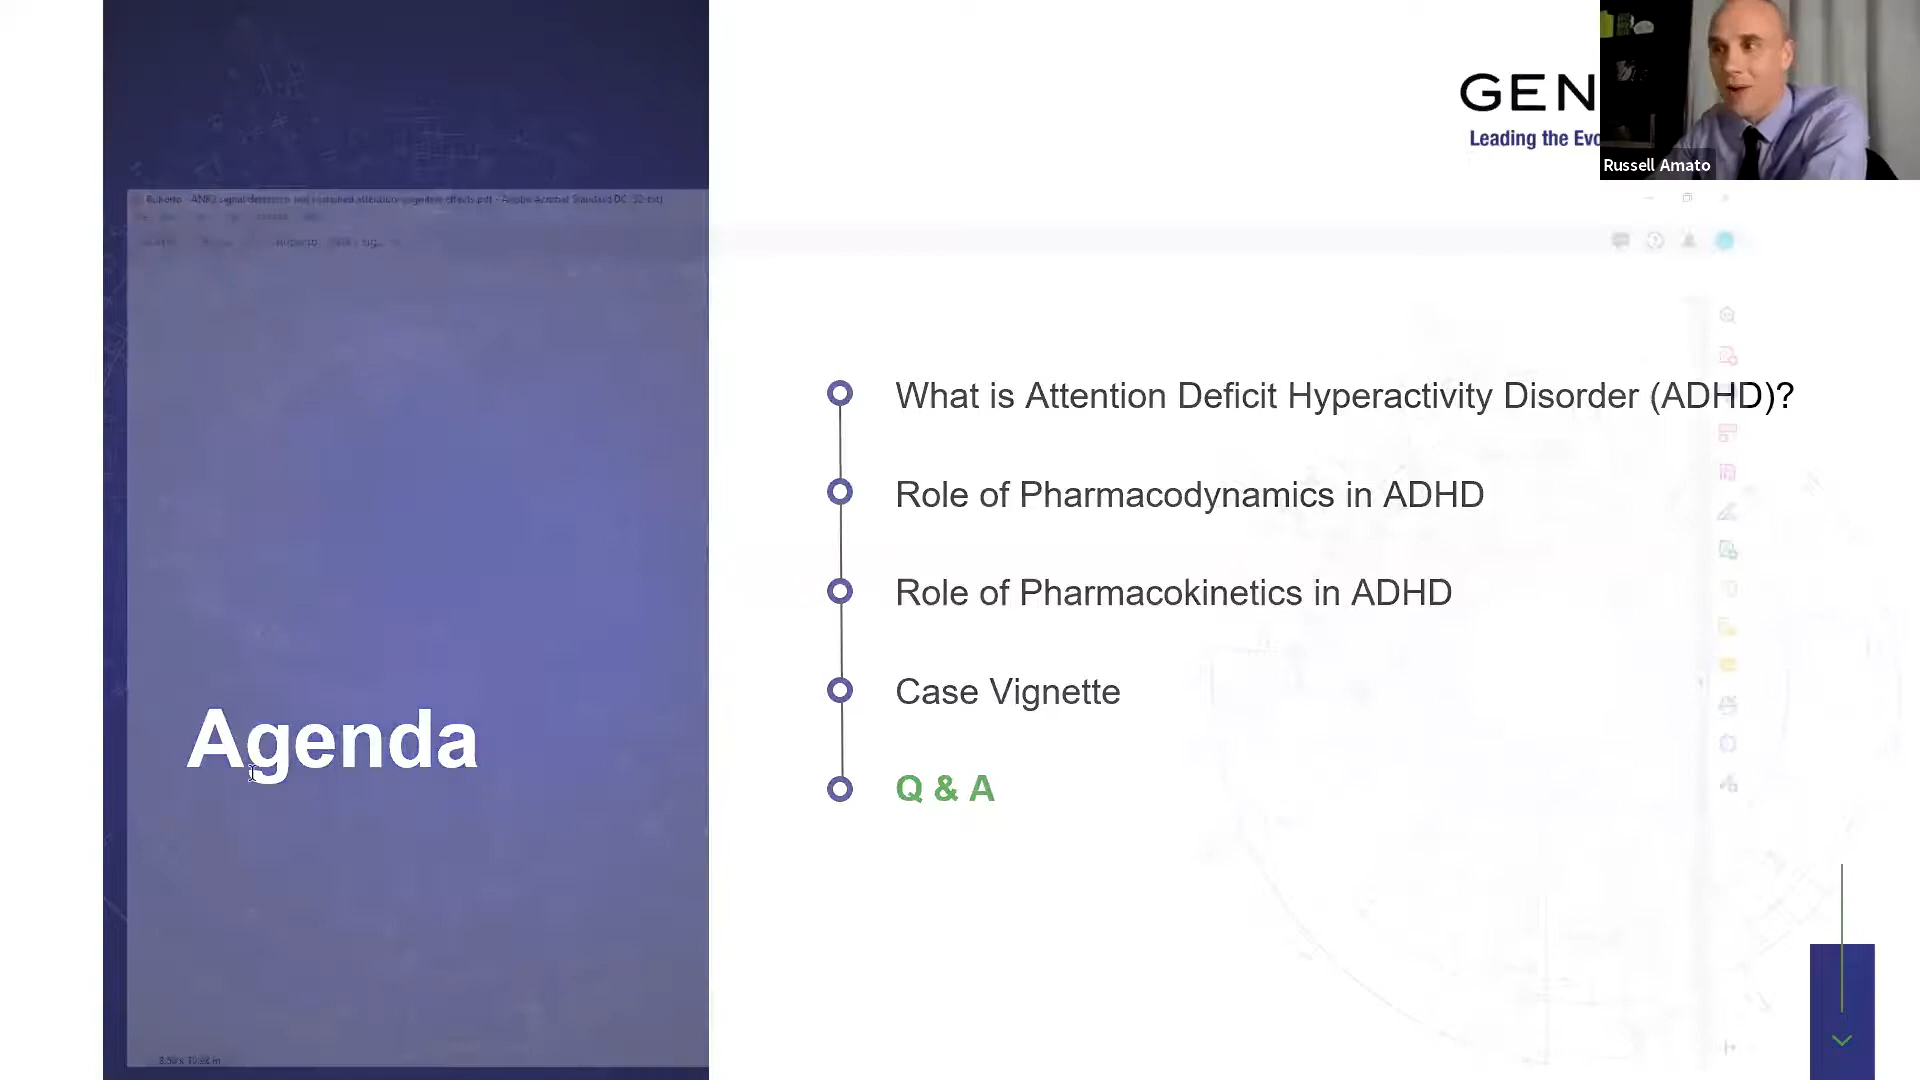 GEN
Leading the Evo
Russell Amato
What is Attention Deficit Hyperactivity Disorder (ADHD)?
Role of Pharmacodynamics in ADHD
Role of Pharmacokinetics in ADHD
Case Vignette
Agenda
Q & A